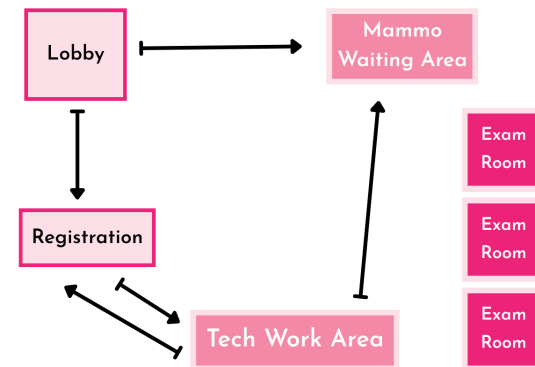 Lobby
Mammo
Waiting Area
Exam
Room
Registration
Exam
Room
Tech Work Area
Exam
Room